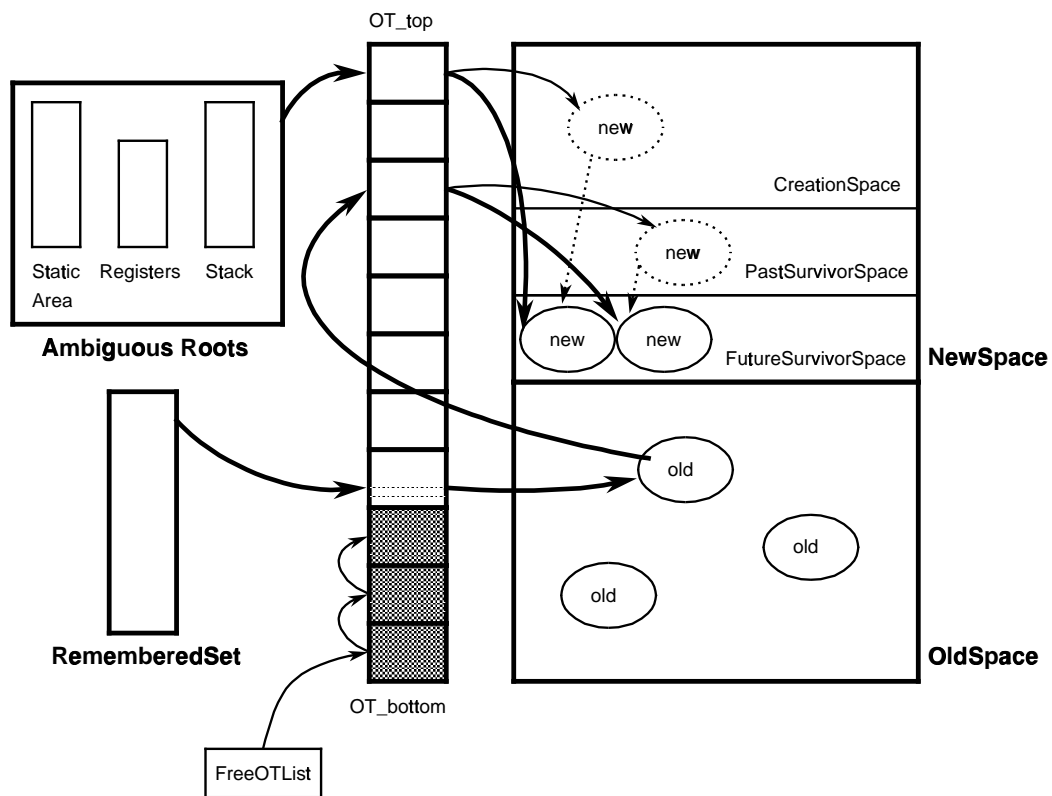 OT_top
new
CreationSpace
new
Static
Area
Registers
Stack
PastSurvivorSpace
Ambiguous Roots
new
new
FutureSurvivorSpace
NewSpace
old
old
old
RememberedSet
OldSpace
OT_bottom
FreeOTList